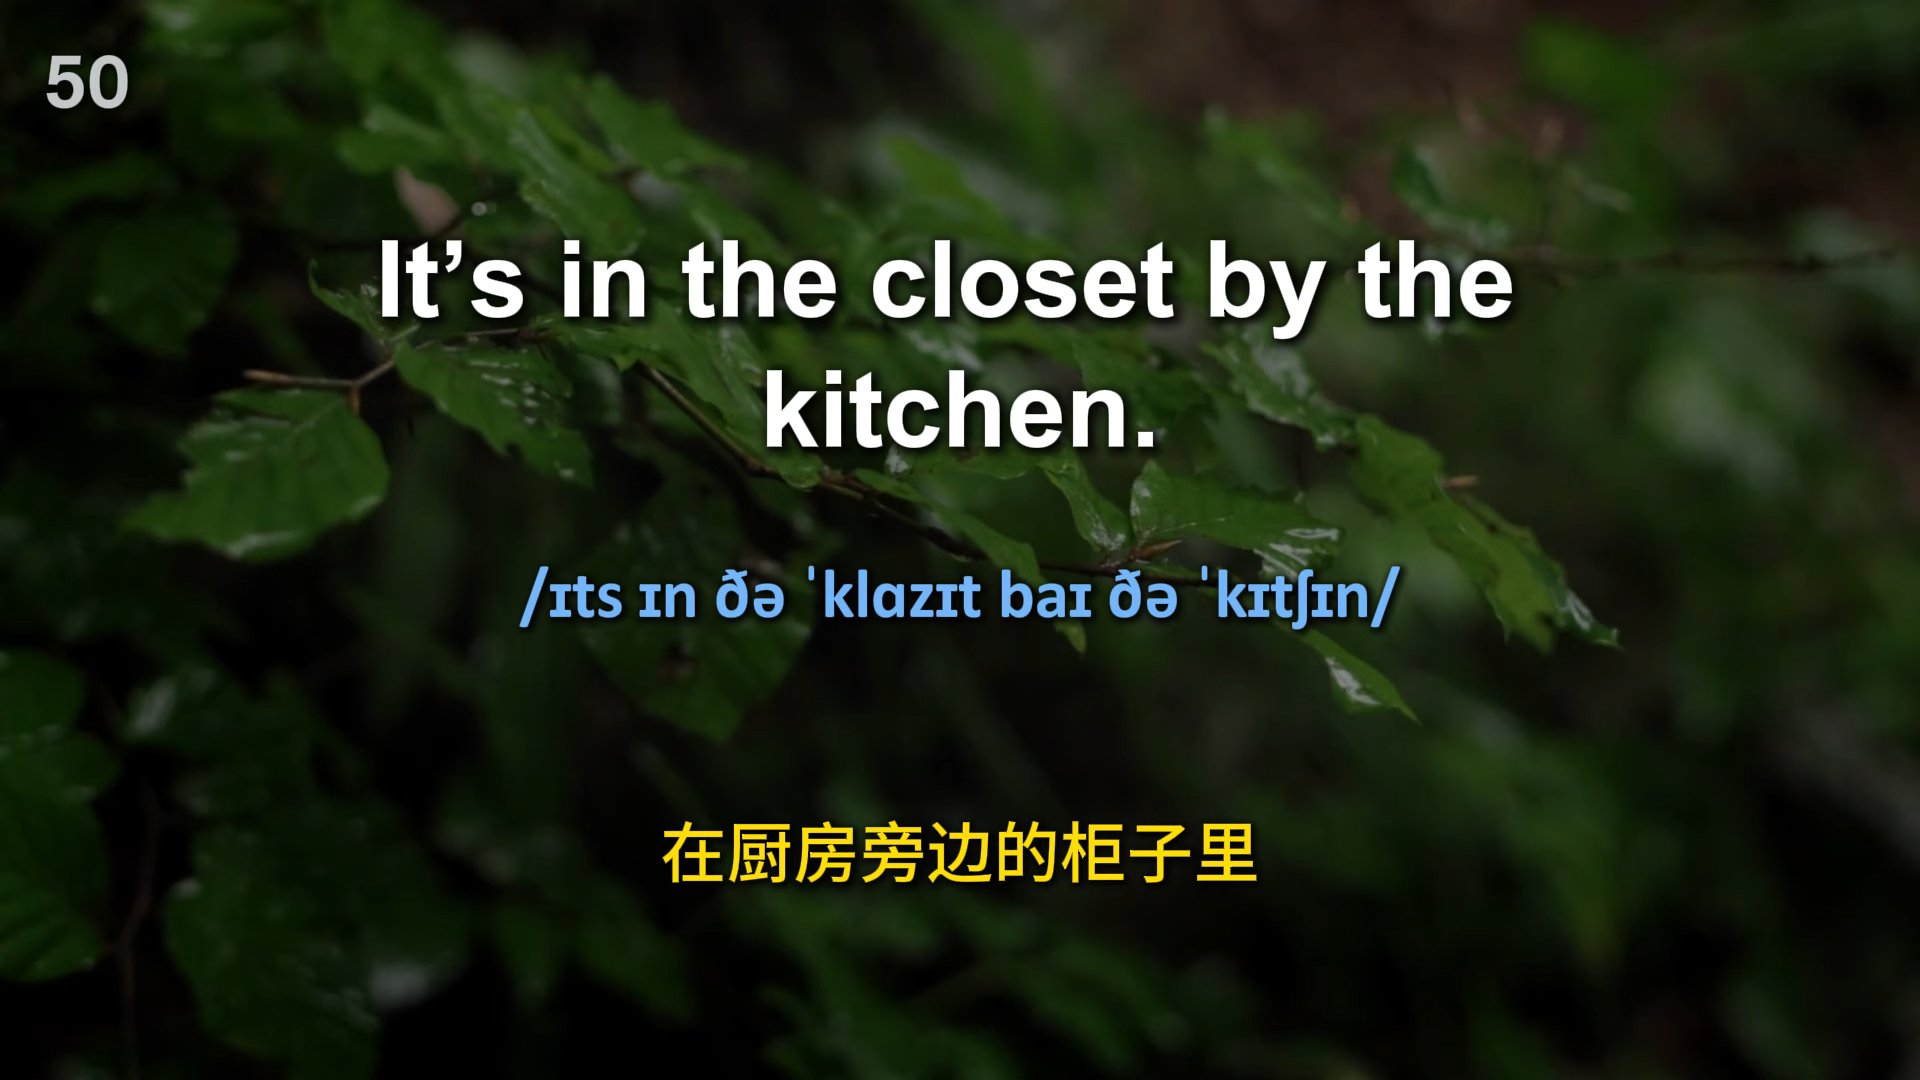 50
It’s in the closet by the
kitchen.
/ɪts ɪn ðə ˈklɑzɪt baɪ ðə ˈkɪtʃɪn/
在厨房旁边的柜子里